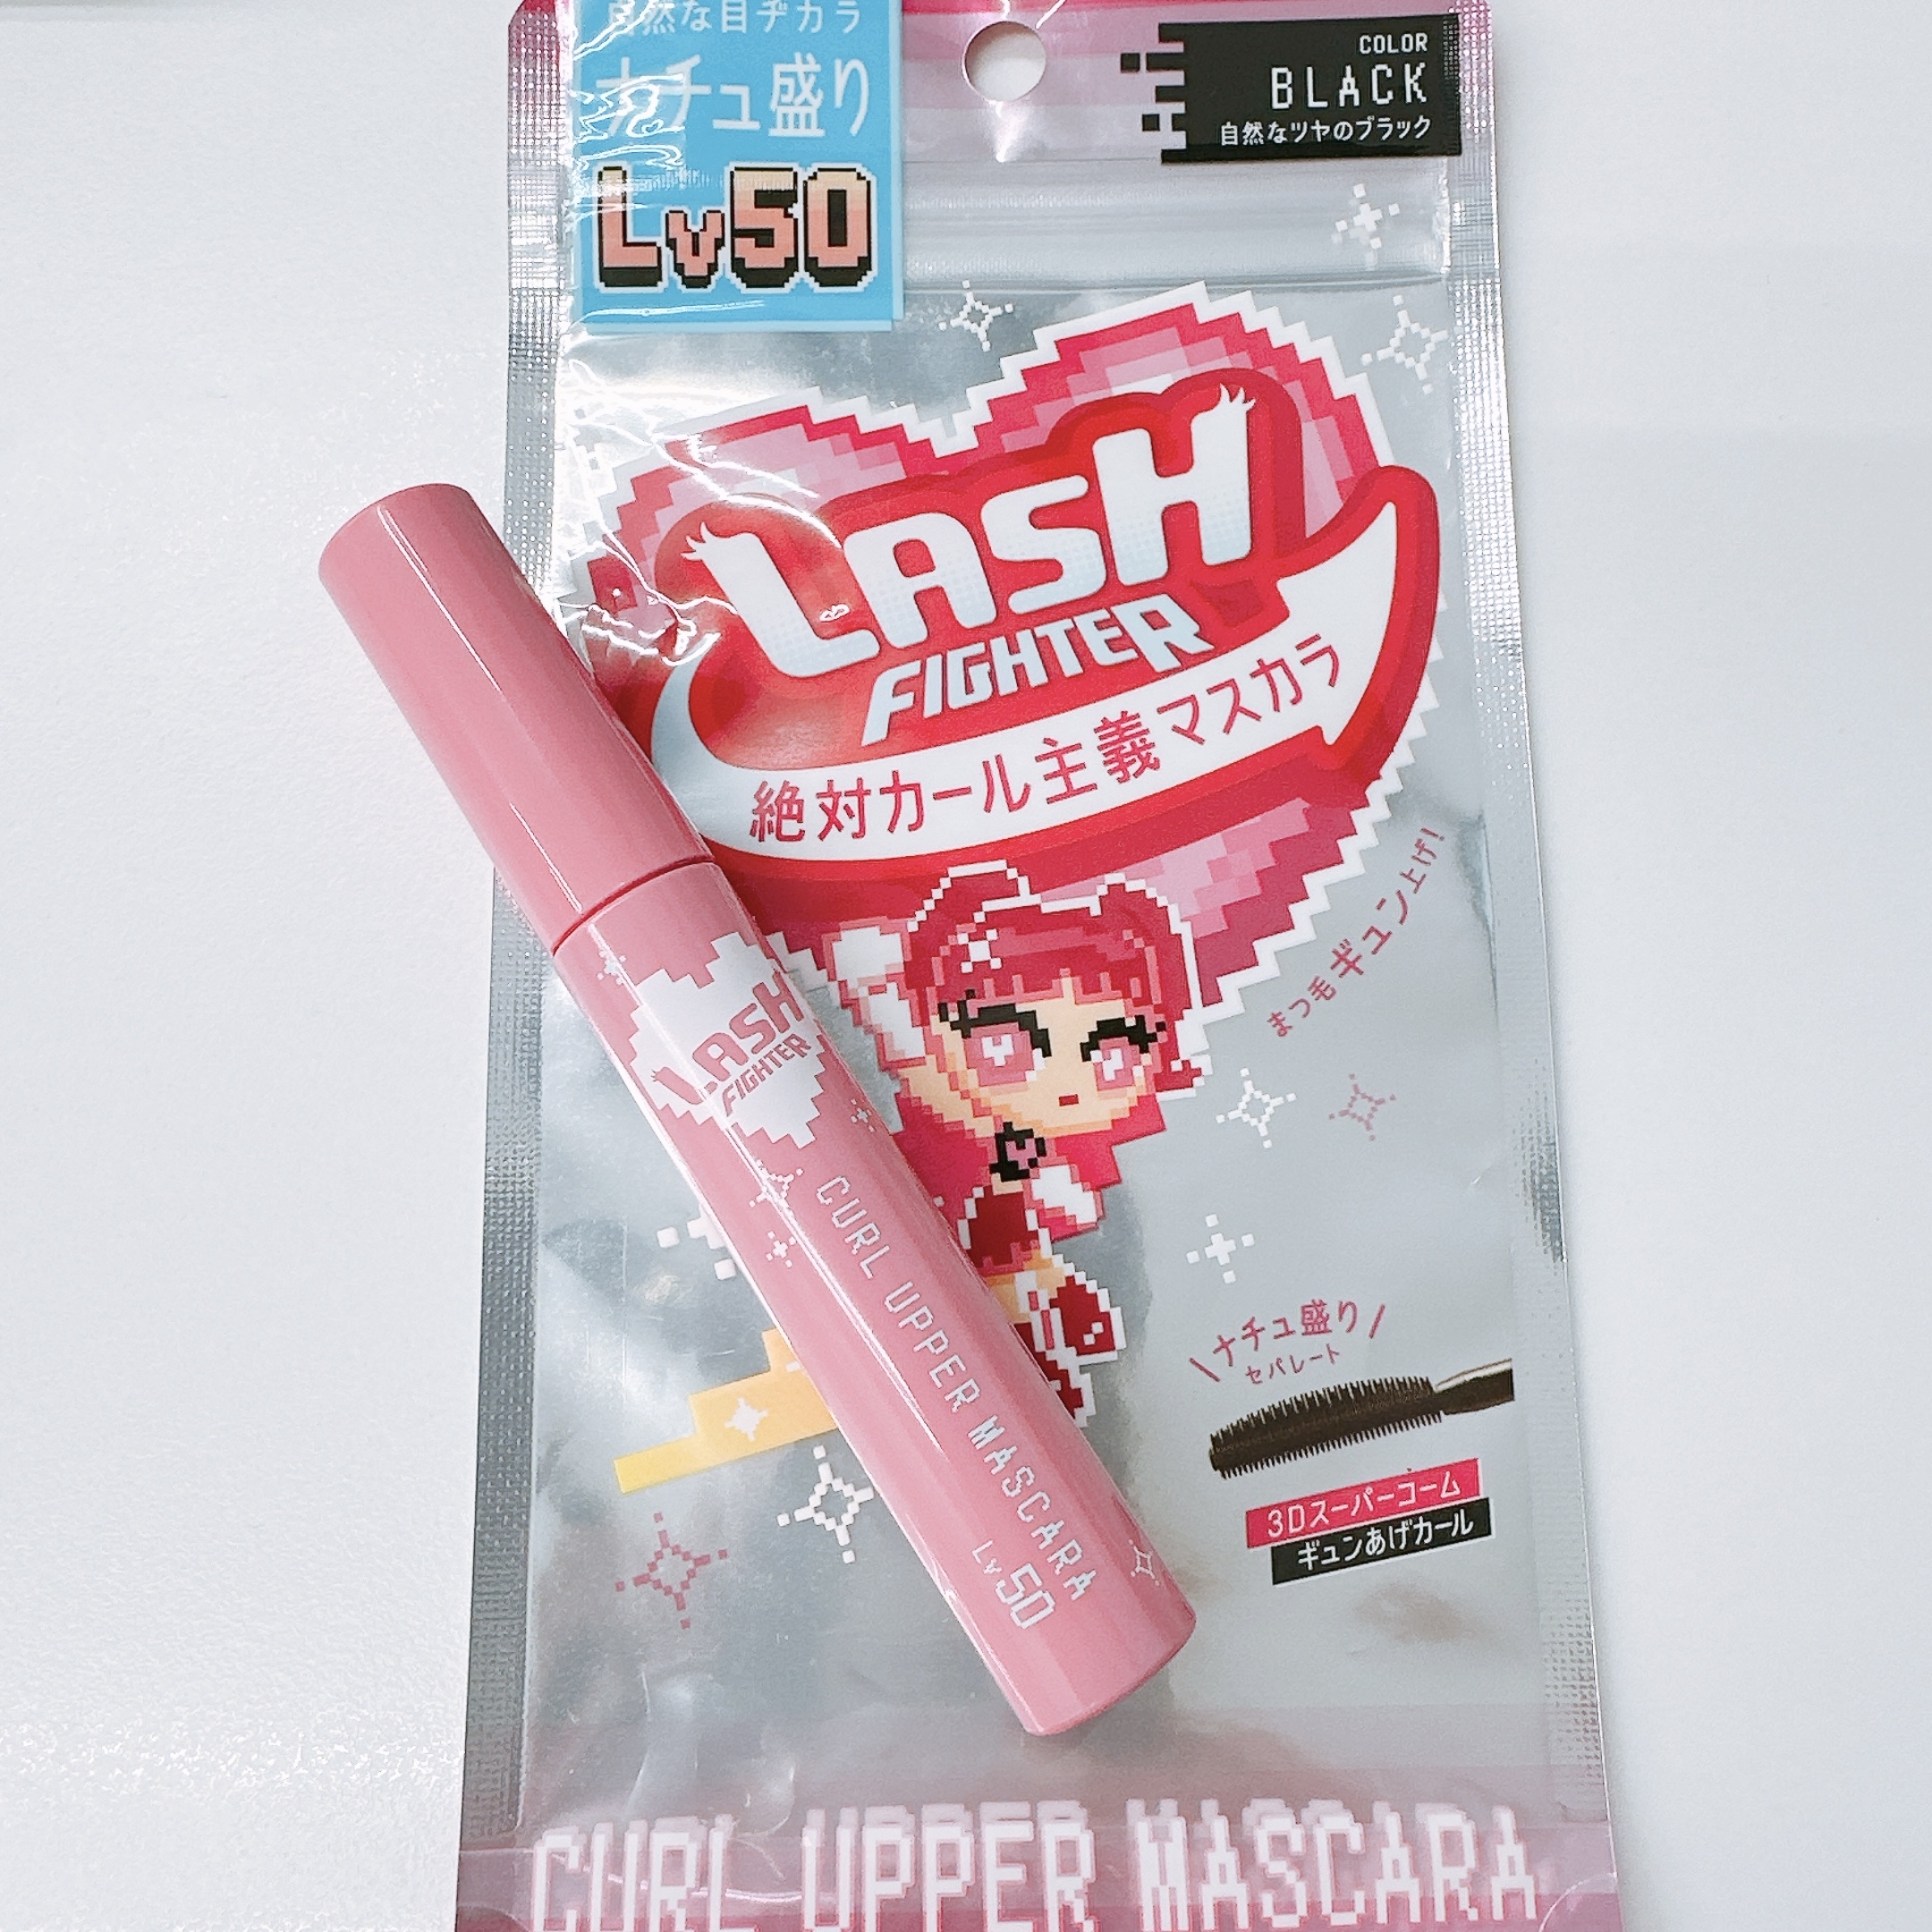 自然な目ヂカラ
ナチュ盛り
Lv50
COLOR
BLACK
自然なツヤのブラック
LASH
FIGHTER
絶対カール主義マスカラ
まつ毛ギュン上げ!
LASH
FIGHTER
CURL UPPER MASCARA
Lv50
\ナチュ盛り/
セパレート
3Dスーパーコーム
ギュンあげカール
CURL UPPER MASCARA